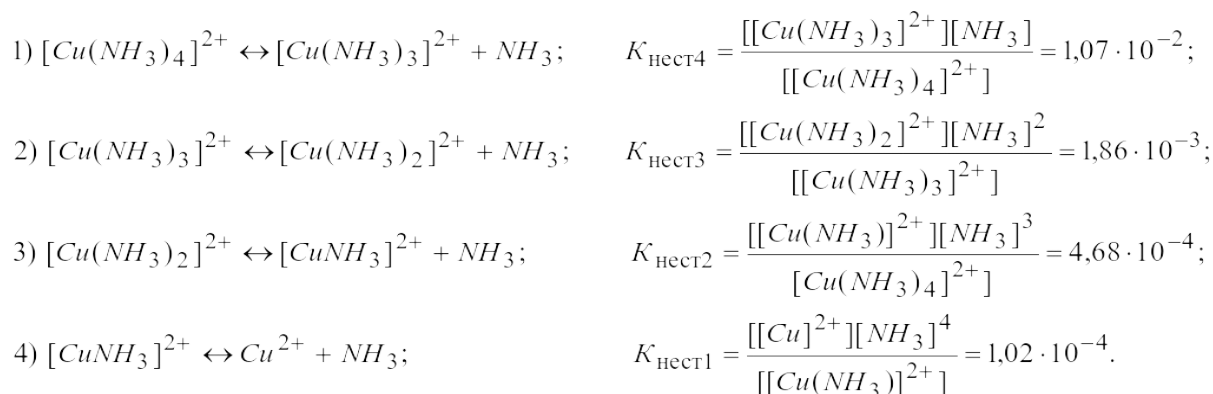 1) [Cu(NH₃)₄]²⁺ ↔ [Cu(NH₃)₃]²⁺ + NH₃; K_нест4 = [[Cu(NH₃)₃]²⁺][NH₃] / [[Cu(NH₃)₄]²⁺] = 1,07·10⁻²;
2) [Cu(NH₃)₃]²⁺ ↔ [Cu(NH₃)₂]²⁺ + NH₃; K_нест3 = [[Cu(NH₃)₂]²⁺][NH₃]² / [[Cu(NH₃)₃]²⁺] = 1,86·10⁻³;
3) [Cu(NH₃)₂]²⁺ ↔ [CuNH₃]²⁺ + NH₃; K_нест2 = [[Cu(NH₃)]²⁺][NH₃]³ / [Cu(NH₃)₄]²⁺] = 4,68·10⁻⁴;
4) [CuNH₃]²⁺ ↔ Cu²⁺ + NH₃; K_нест1 = [[Cu]²⁺][NH₃]⁴ / [[Cu(NH₃)]²⁺] = 1,02·10⁻⁴.